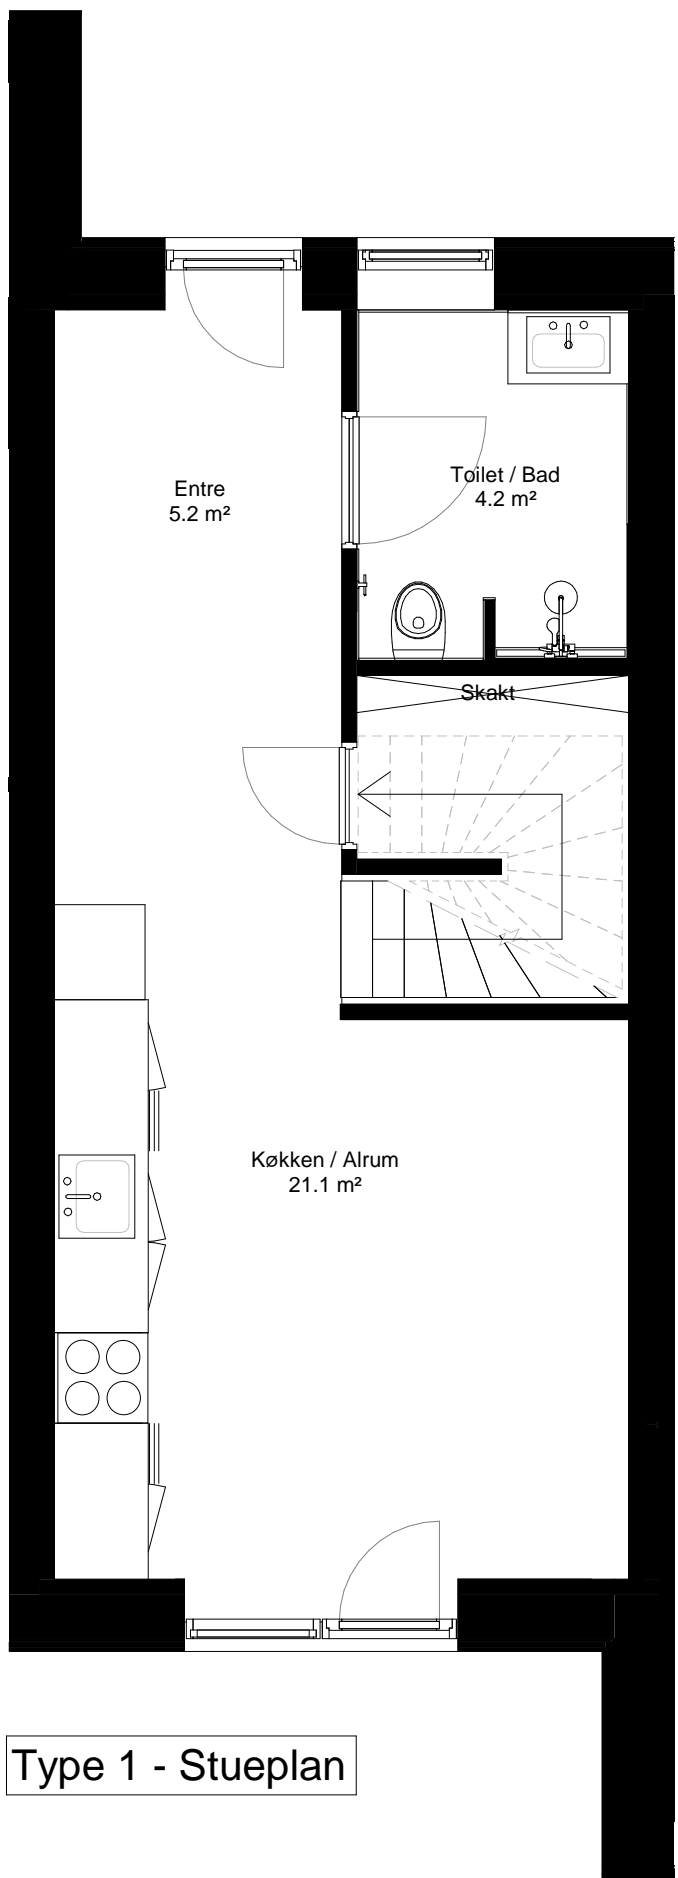 Entre
5.2 m²
Toilet / Bad
4.2 m²
Skakt
Køkken / Alrum
21.1 m²
Type 1 - Stueplan